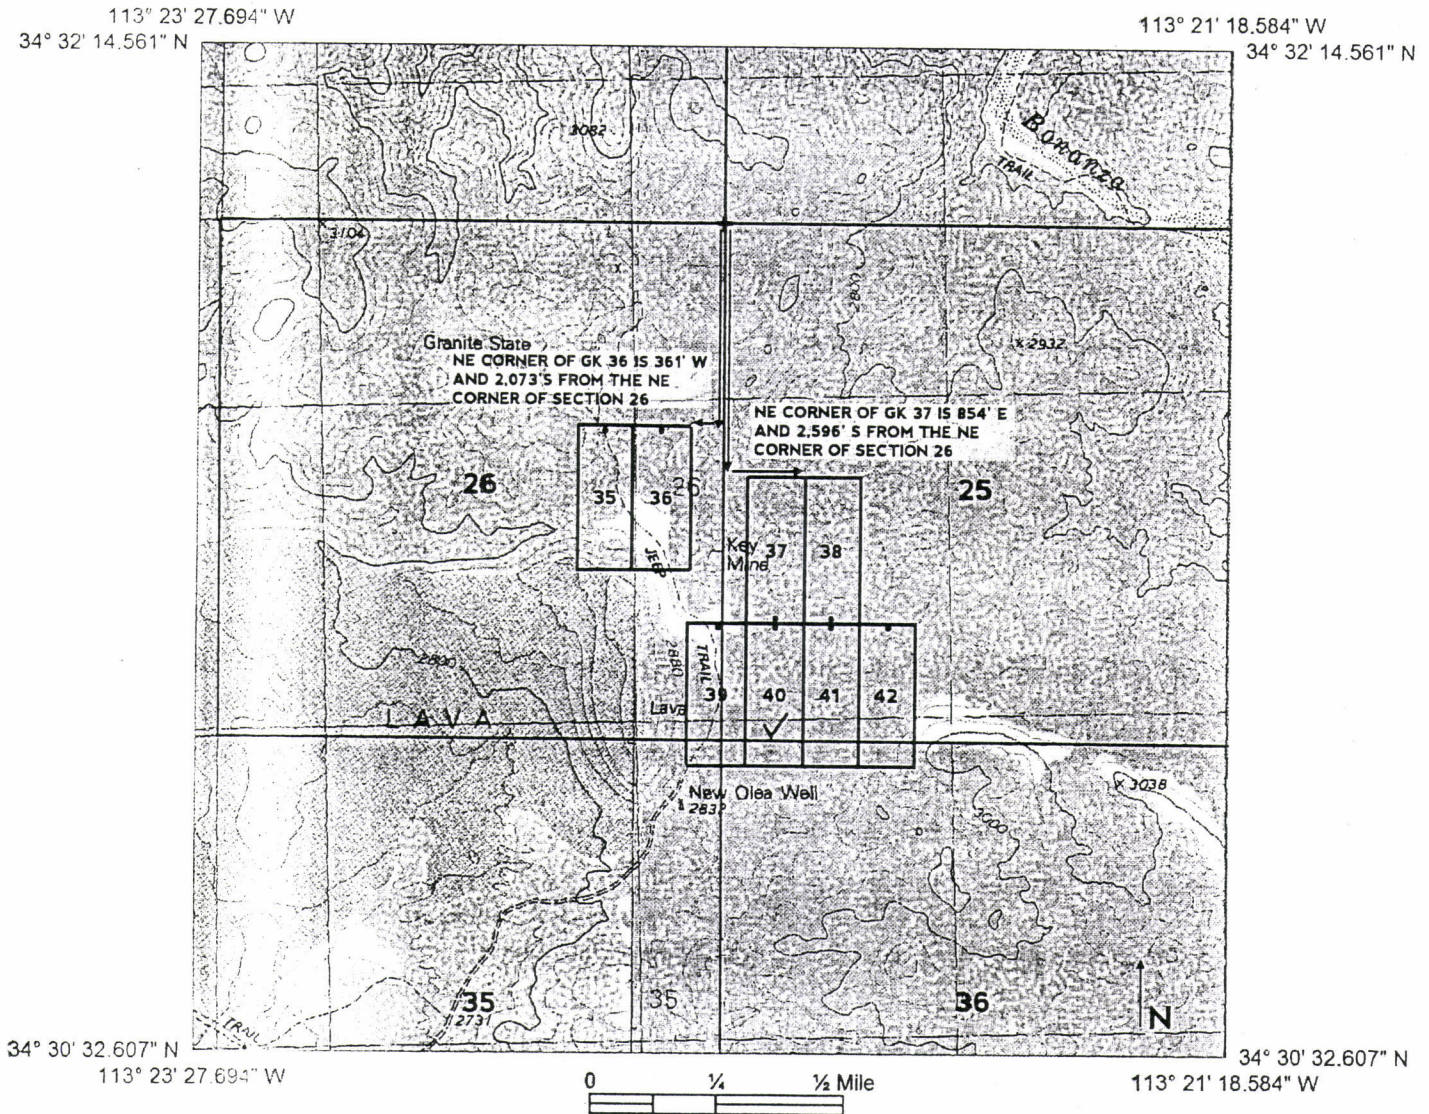 113° 23' 27.694" W
113° 21' 18.584" W
34° 32' 14.561" N
34° 32' 14.561" N
Bonanza
3082
TRAIL
3104
2800
Granite State
X 2932
NE CORNER OF GK 36 IS 361' W
AND 2,073'S FROM THE NE
CORNER OF SECTION 26
NE CORNER OF GK 37 IS 854' E
AND 2,596' S FROM THE NE
CORNER OF SECTION 26
26
35
36
26
25
Key
Mine
37
38
JEEP
TRAIL
2880
2800
39
40
41
42
Lava
LAVA
New Olea Well
X 3038
3000
35
2731
35
36
N
TRAIL
34° 30' 32.607" N
34° 30' 32.607" N
113° 23' 27.694" W
113° 21' 18.584" W
0 ¼ ½ Mile